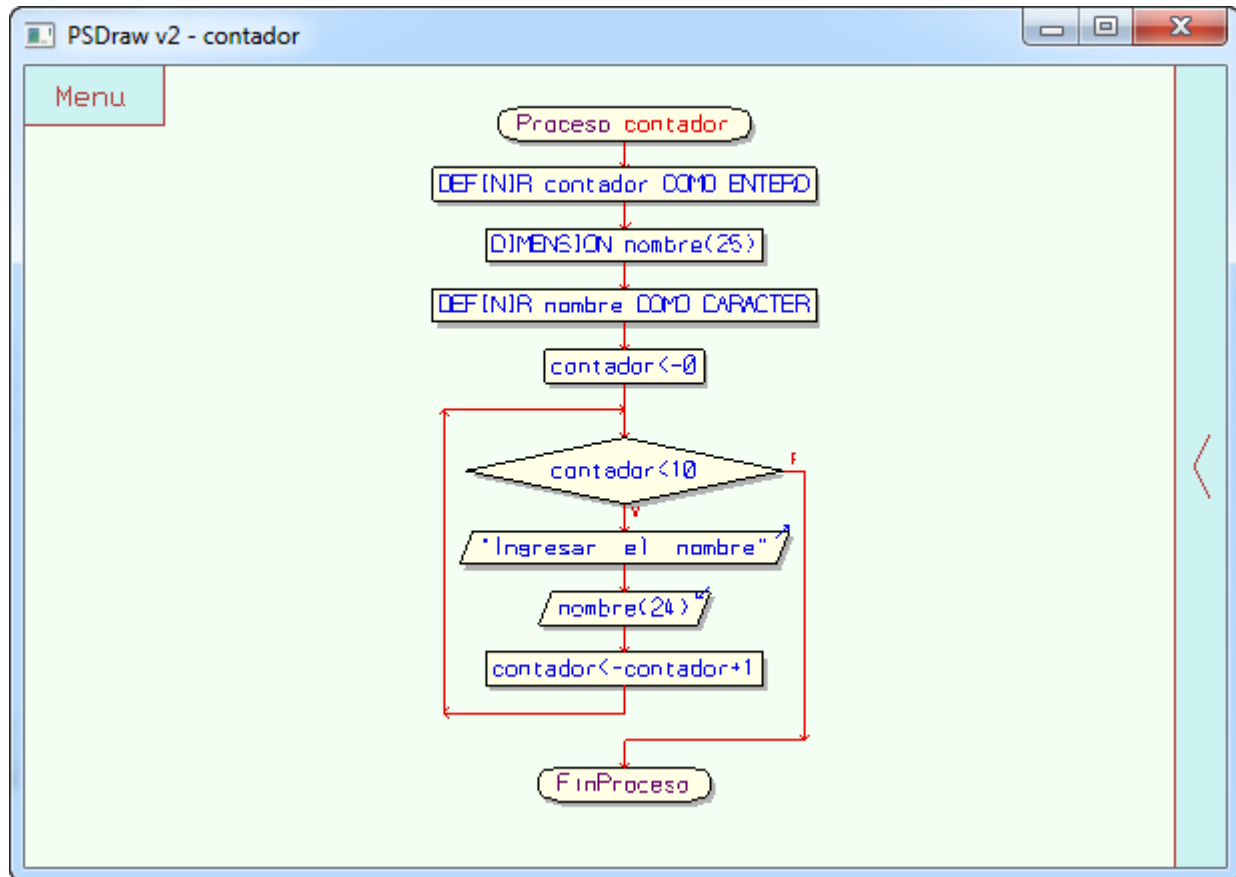 PSDraw v2 - contador
Menu
Proceso contador
DEFINIR contador COMO ENTERO
DIMENSION nombre(25)
DEFINIR nombre COMO CARACTER
contador<-0
contador<10
F
V
"Ingresar el nombre"
nombre(24)
contador<-contador+1
FinProceso